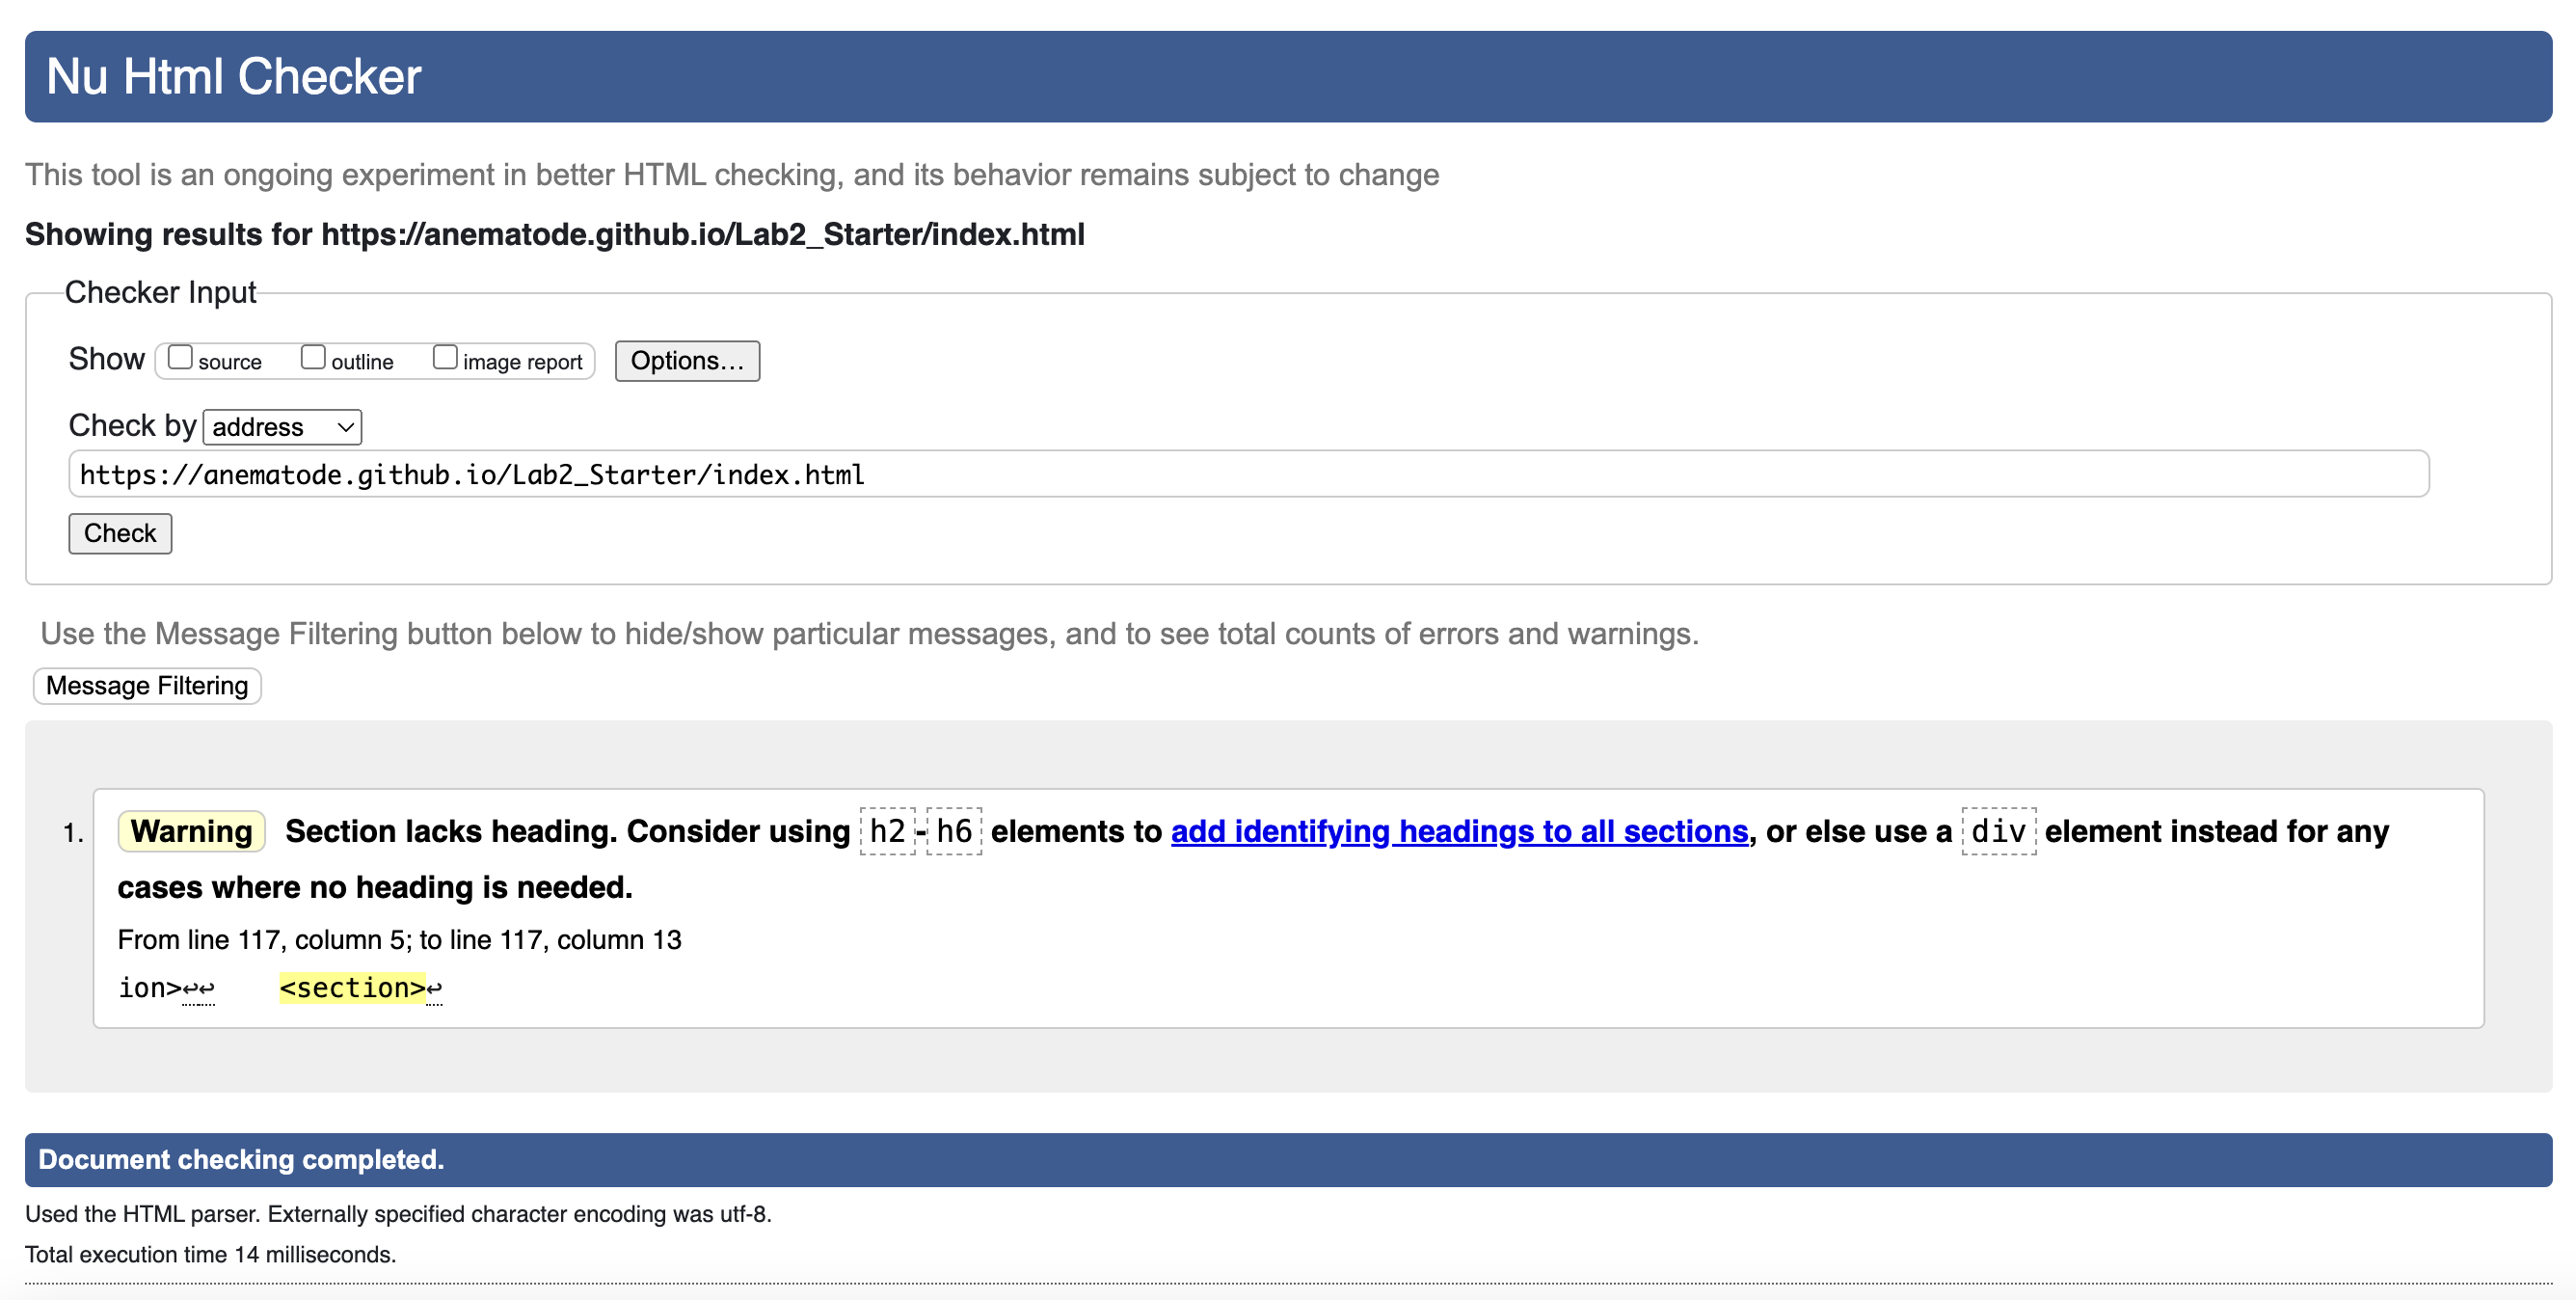 Nu Html Checker
This tool is an ongoing experiment in better HTML checking, and its behavior remains subject to change
Showing results for https://anematode.github.io/Lab2_Starter/index.html
Checker Input
Show source outline image report Options...
Check by address
https://anematode.github.io/Lab2_Starter/index.html
Check
Use the Message Filtering button below to hide/show particular messages, and to see total counts of errors and warnings.
Message Filtering
1. Warning Section lacks heading. Consider using h2-h6 elements to add identifying headings to all sections, or else use a div element instead for any
cases where no heading is needed.
From line 117, column 5; to line 117, column 13
ion>↩↩ <section>↩
Document checking completed.
Used the HTML parser. Externally specified character encoding was utf-8.
Total execution time 14 milliseconds.